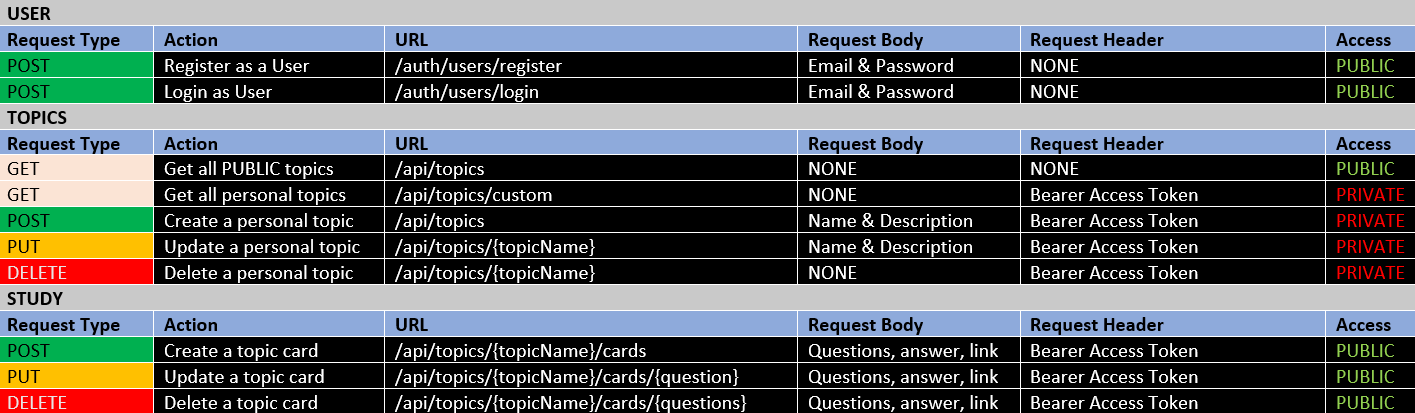 USER
Request Type Action URL Request Body Request Header Access
POST Register as a User /auth/users/register Email & Password NONE PUBLIC
POST Login as User /auth/users/login Email & Password NONE PUBLIC
TOPICS
Request Type Action URL Request Body Request Header Access
GET Get all PUBLIC topics /api/topics NONE NONE PUBLIC
GET Get all personal topics /api/topics/custom NONE Bearer Access Token PRIVATE
POST Create a personal topic /api/topics Name & Description Bearer Access Token PRIVATE
PUT Update a personal topic /api/topics/{topicName} Name & Description Bearer Access Token PRIVATE
DELETE Delete a personal topic /api/topics/{topicName} NONE Bearer Access Token PRIVATE
STUDY
Request Type Action URL Request Body Request Header Access
POST Create a topic card /api/topics/{topicName}/cards Questions, answer, link Bearer Access Token PUBLIC
PUT Update a topic card /api/topics/{topicName}/cards/{question} Questions, answer, link Bearer Access Token PUBLIC
DELETE Delete a topic card /api/topics/{topicName}/cards/{questions} Questions, answer, link Bearer Access Token PUBLIC